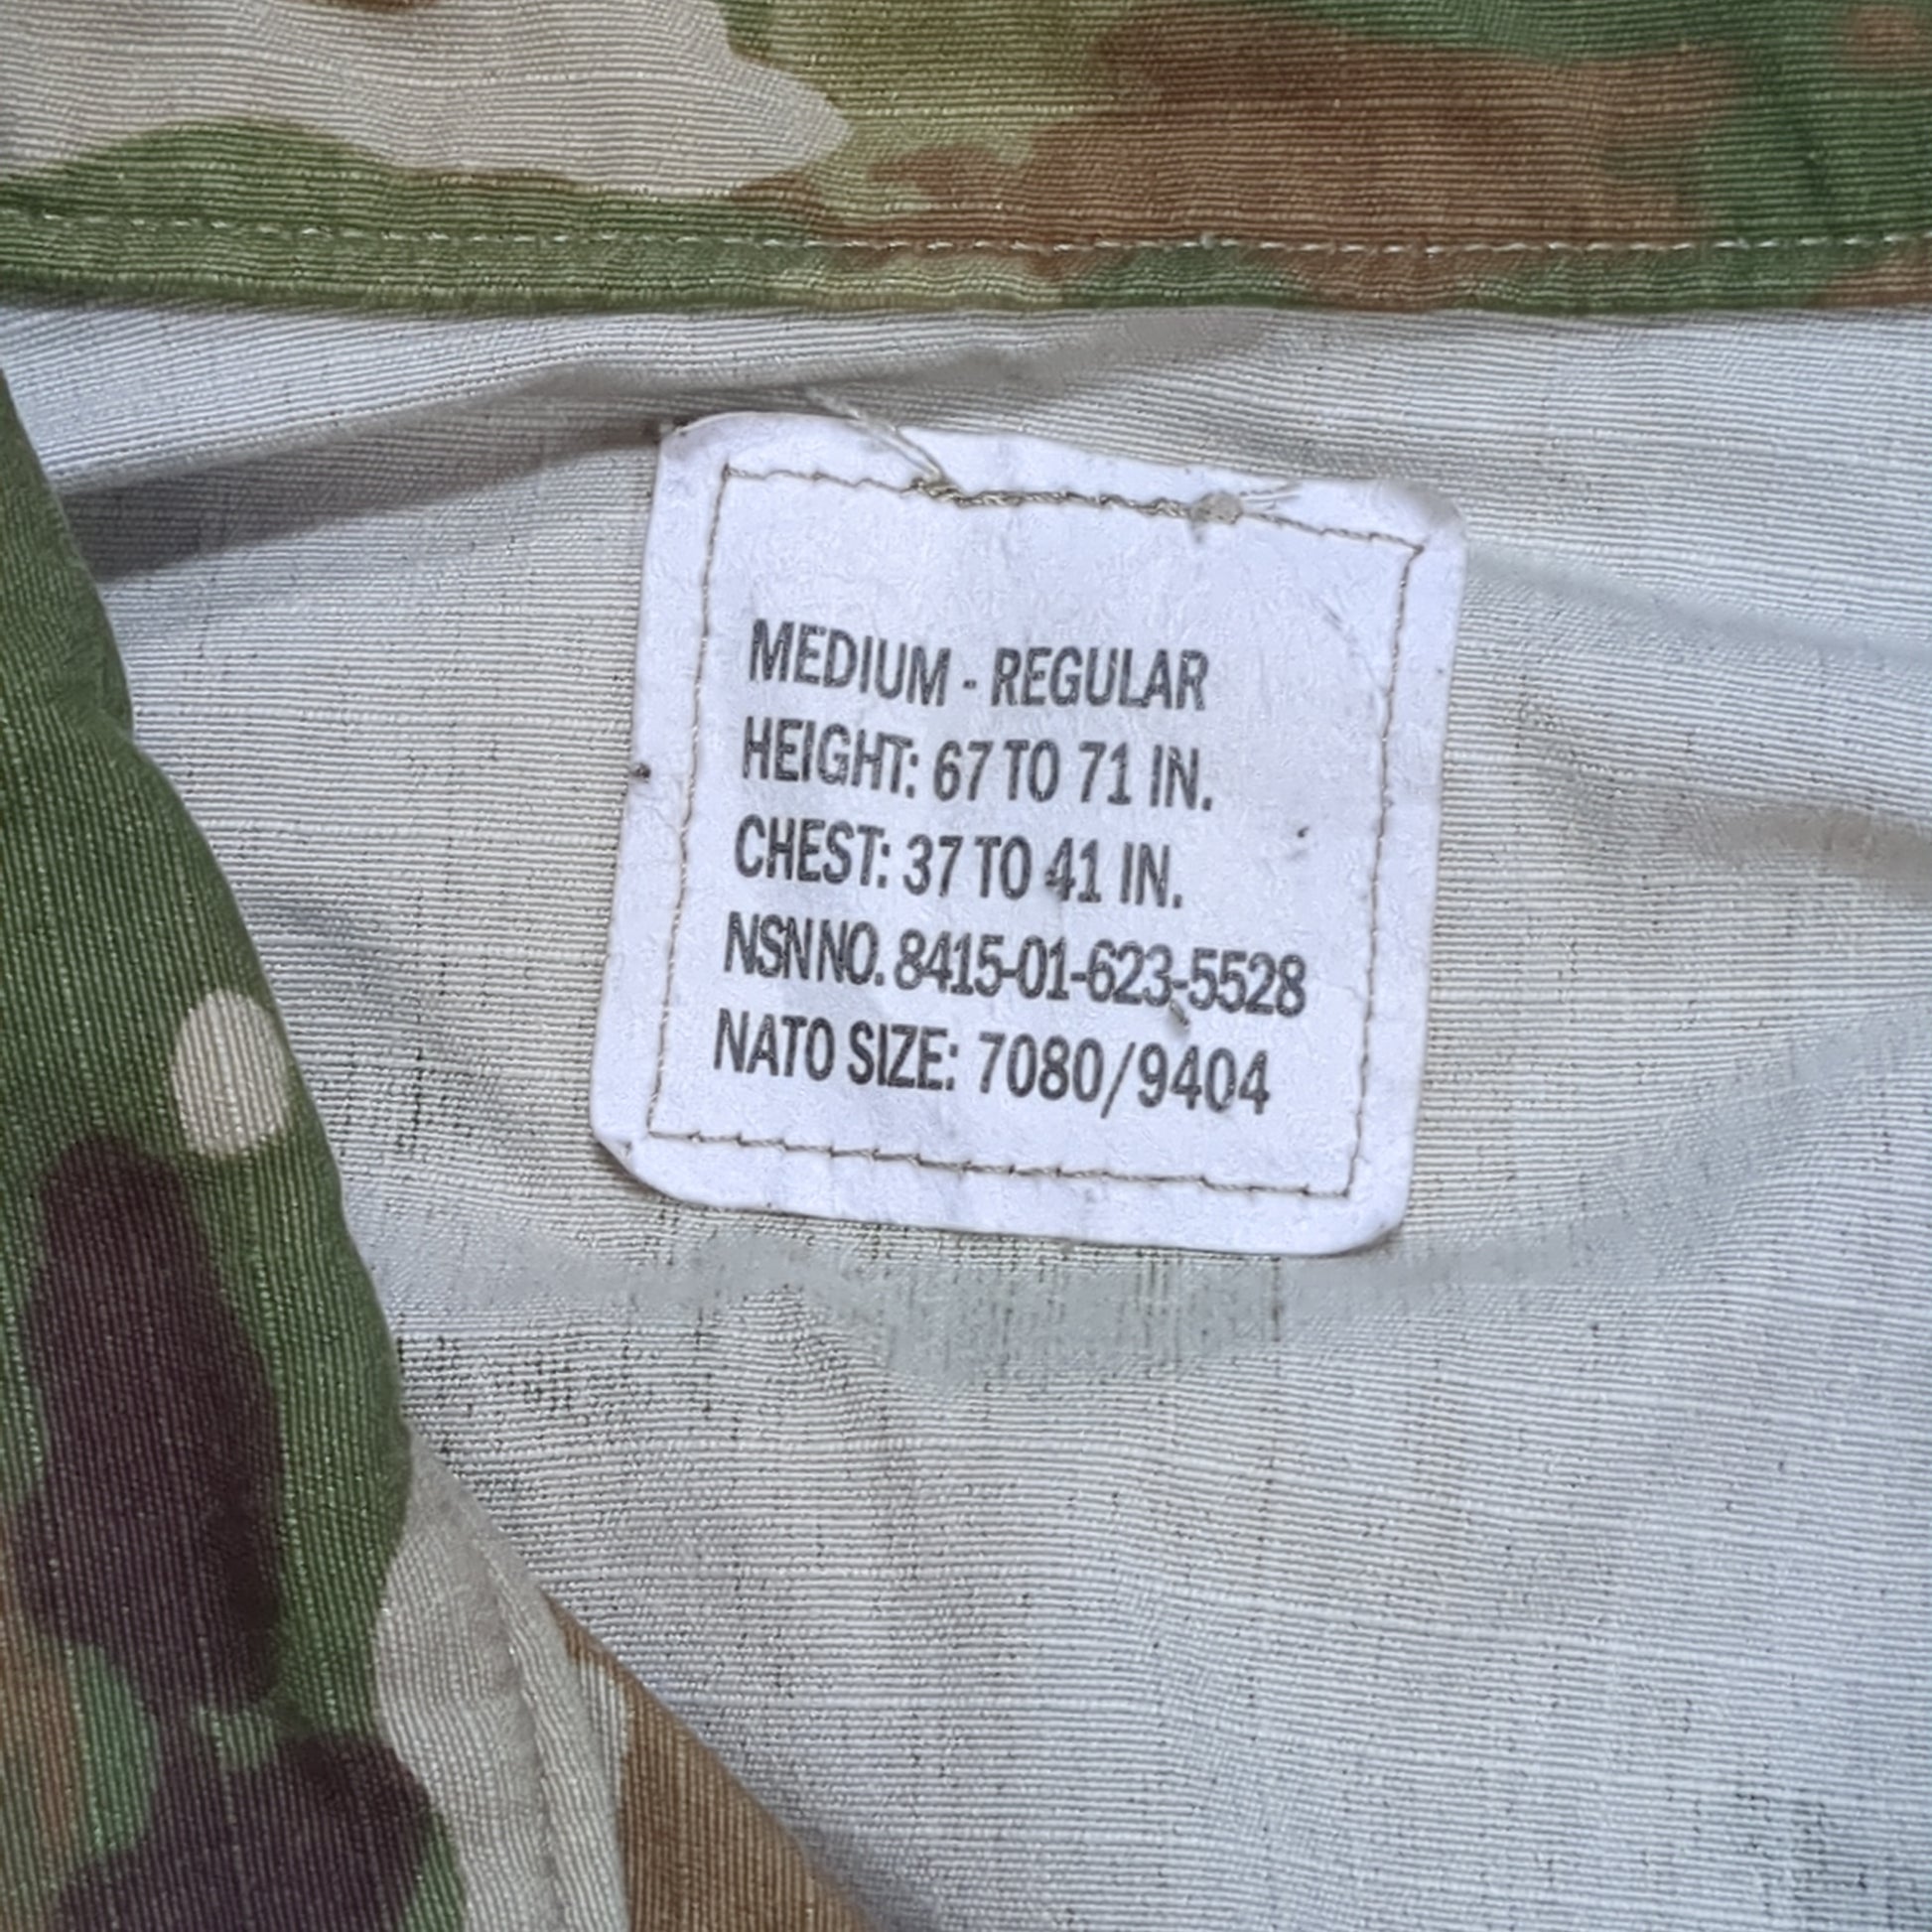 MEDIUM - REGULAR
HEIGHT: 67 TO 71 IN.
CHEST: 37 TO 41 IN.
NSN NO. 8415-01-623-5528
NATO SIZE: 7080/9404